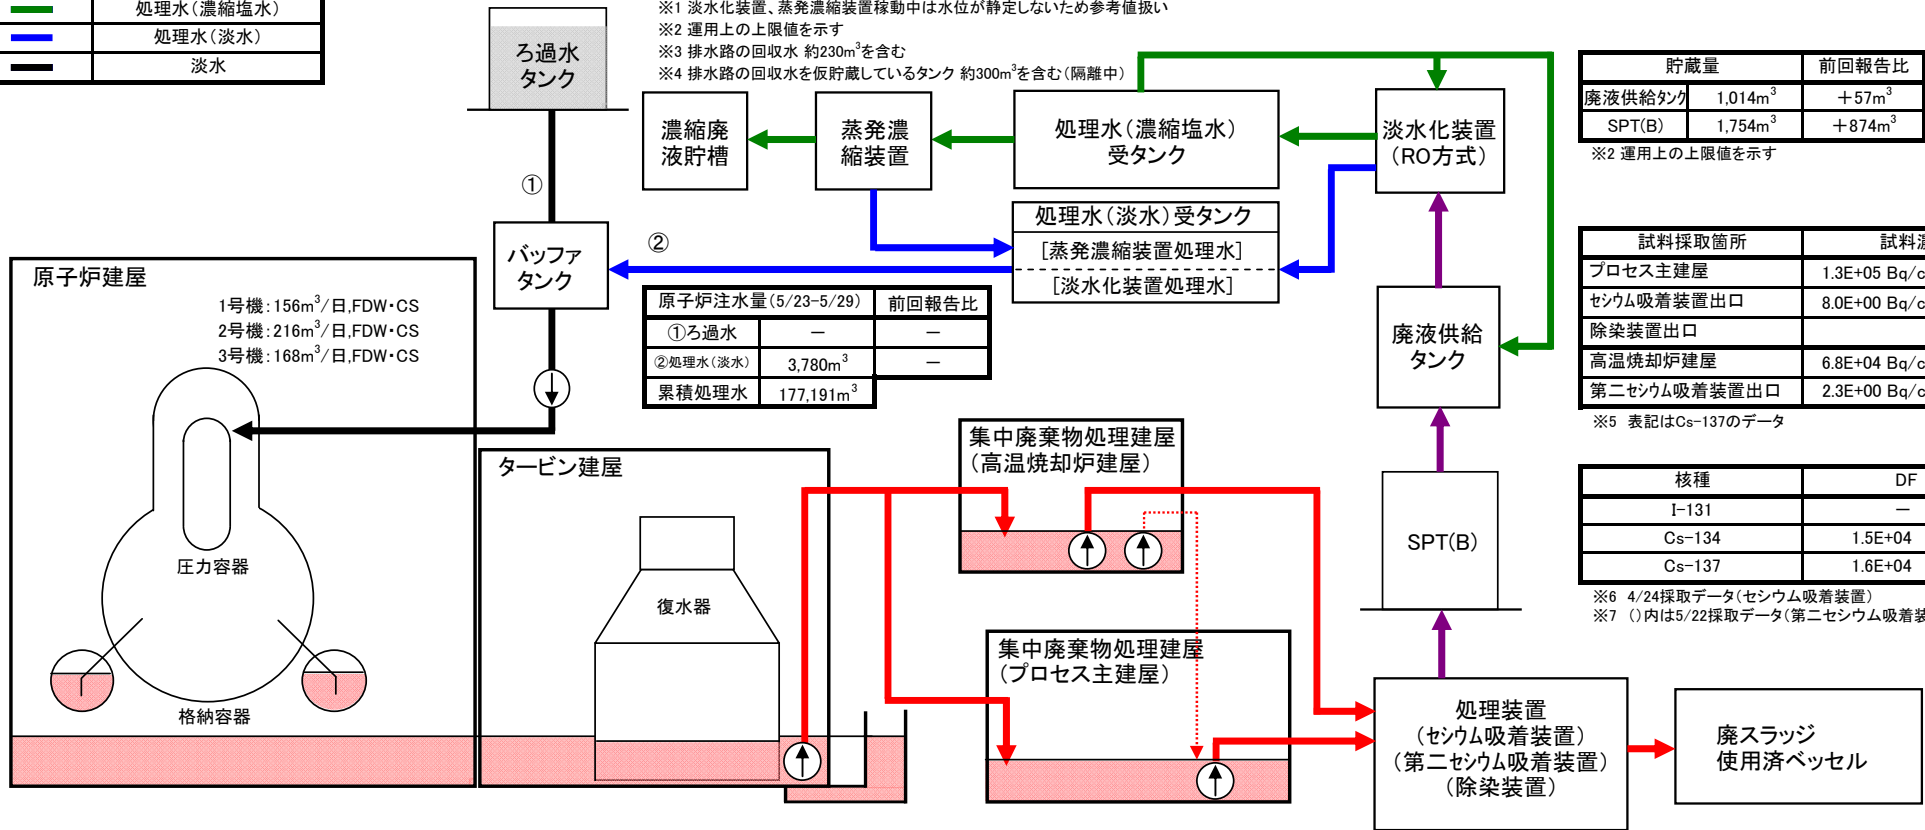 処理水(濃縮塩水)
処理水(淡水)
淡水
※1 淡水化装置、蒸発濃縮装置稼動中は水位が静定しないため参考値扱い
※2 運用上の上限値を示す
※3 排水路の回収水 約230m³を含む
※4 排水路の回収水を仮貯蔵しているタンク 約300m³を含む(隔離中)
ろ過水
タンク
濃縮廃
液貯槽
蒸発濃
縮装置
処理水(濃縮塩水)
受タンク
淡水化装置
(RO方式)
貯蔵量 前回報告比
廃液供給タンク 1,014m³ +57m³
SPT(B) 1,754m³ +874m³
※2 運用上の上限値を示す
①
バッファ
タンク
②
処理水(淡水)受タンク
[蒸発濃縮装置処理水]
[淡水化装置処理水]
原子炉建屋
1号機:156m³/日,FDW・CS
2号機:216m³/日,FDW・CS
3号機:168m³/日,FDW・CS
原子炉注水量(5/23-5/29) 前回報告比
①ろ過水 － －
②処理水(淡水) 3,780m³ －
累積処理水 177,191m³
廃液供給
タンク
試料採取箇所 試料
プロセス主建屋 1.3E+05 Bq/c
セシウム吸着装置出口 8.0E+00 Bq/c
除染装置出口
高温焼却炉建屋 6.8E+04 Bq/c
第二セシウム吸着装置出口 2.3E+00 Bq/c
※5 表記はCs-137のデータ
タービン建屋
集中廃棄物処理建屋
(高温焼却炉建屋)
核種 DF
I-131 －
Cs-134 1.5E+04
Cs-137 1.6E+04
※6 4/24採取データ(セシウム吸着装置)
※7 ()内は5/22採取データ(第二セシウム吸着装
SPT(B)
圧力容器
復水器
格納容器
集中廃棄物処理建屋
(プロセス主建屋)
処理装置
(セシウム吸着装置)
(第二セシウム吸着装置)
(除染装置)
廃スラッジ
使用済ベッセル